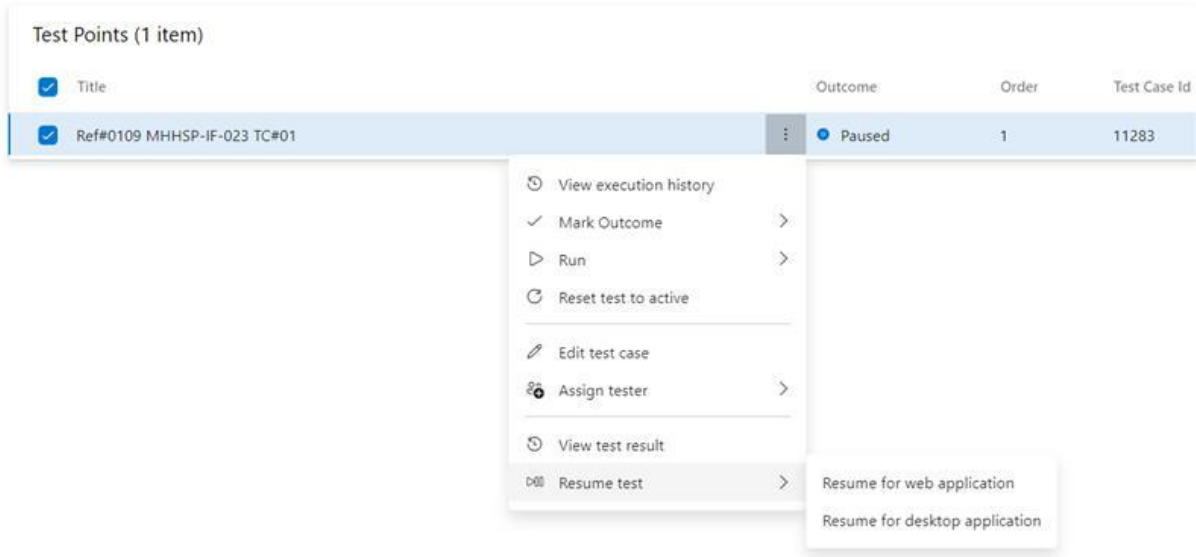 Test Points (1 item)
Title Outcome Order Test Case Id
Ref#0109 MHHSP-IF-023 TC#01 Paused 1 11283
View execution history
Mark Outcome
Run
Reset test to active
Edit test case
Assign tester
View test result
Resume test
Resume for web application
Resume for desktop application